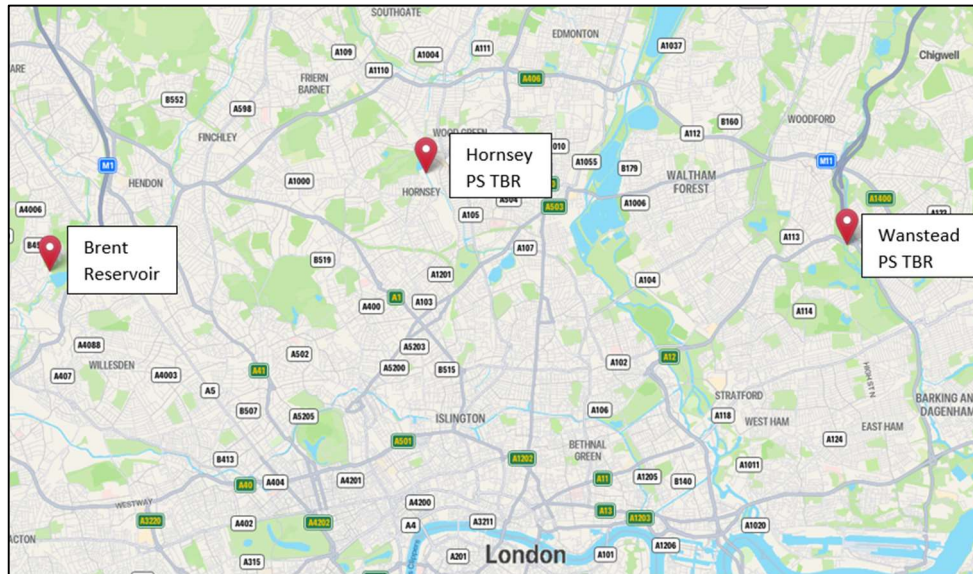 SOUTHGATE
EDMONTON
A109
A1004
A111
A1037
Chigwell
A1110
A406
FRIERN
BARNET
B552
A598
B160
WOODFORD
FINCHLEY
WOOD GREEN
A112
M1
Hornsey
PS TBR
A1055
B179
WALTHAM
FOREST
M11
HENDON
A1000
HORNSEY
A504
A1006
A1400
A4006
A503
A105
Brent
Reservoir
A107
A113
Wanstead
PS TBR
B519
A1201
A104
A1
A103
A400
A114
A4088
A5203
WILLESDEN
A502
A102
A12
A407
A4003
A41
A5200
B515
HIGH ST N
A5
STRATFORD
B507
A5205
ISLINGTON
A106
A118
WEST HAM
BARKING AN
DAGENHAM
EAST HAM
A501
BETHNAL
GREEN
A124
B413
A1202
A1011
A40
A404
A4201
A11
A1205
B140
WESTWAY
A4200
A13
A3220
A402
A4202
A4
A3211
A1203
A1020
ACTON
A315
London
A201
A101
A1206